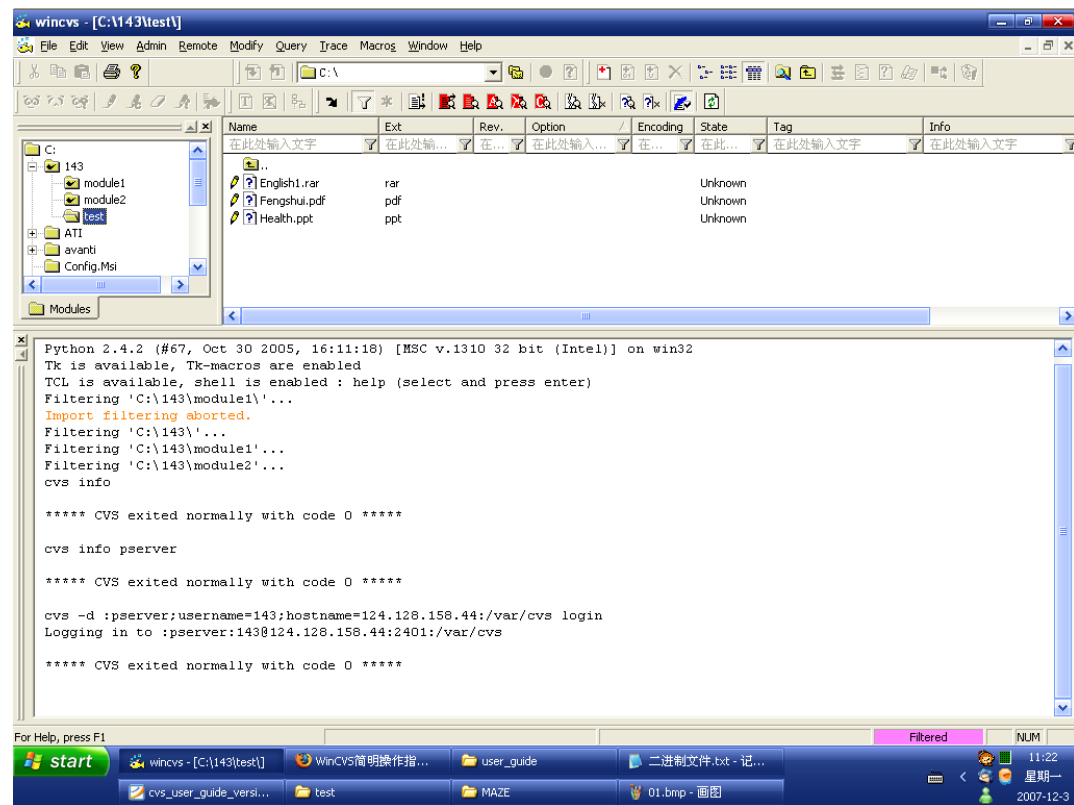 wincvs - [C:\143\test\]
File Edit View Admin Remote Modify Query Trace Macros Window Help
C:\
Name Ext Rev. Option Encoding State Tag Info
在此处输入文字 在此处输... 在... 在此处输入... 在... 在此... 在此处输入文字 在此处输入文字
..
English1.rar rar Unknown
Fengshui.pdf pdf Unknown
Health.ppt ppt Unknown
C:
143
module1
module2
test
ATI
avanti
Config.Msi
Modules
Python 2.4.2 (#67, Oct 30 2005, 16:11:18) [MSC v.1310 32 bit (Intel)] on win32
Tk is available, Tk-macros are enabled
TCL is available, shell is enabled : help (select and press enter)
Filtering 'C:\143\module1\'...
Import filtering aborted.
Filtering 'C:\143\'...
Filtering 'C:\143\module1'...
Filtering 'C:\143\module2'...
cvs info
***** CVS exited normally with code 0 *****
cvs info pserver
***** CVS exited normally with code 0 *****
cvs -d :pserver;username=143;hostname=124.128.158.44:/var/cvs login
Logging in to :pserver:143@124.128.158.44:2401:/var/cvs
***** CVS exited normally with code 0 *****
For Help, press F1 Filtered NUM
start wincvs - [C:\143\test\] WinCVS简明操作指... user_guide 二进制文件.txt - 记... 11:22
星期一
cvs_user_guide_versi... test MAZE 01.bmp - 画图 2007-12-3